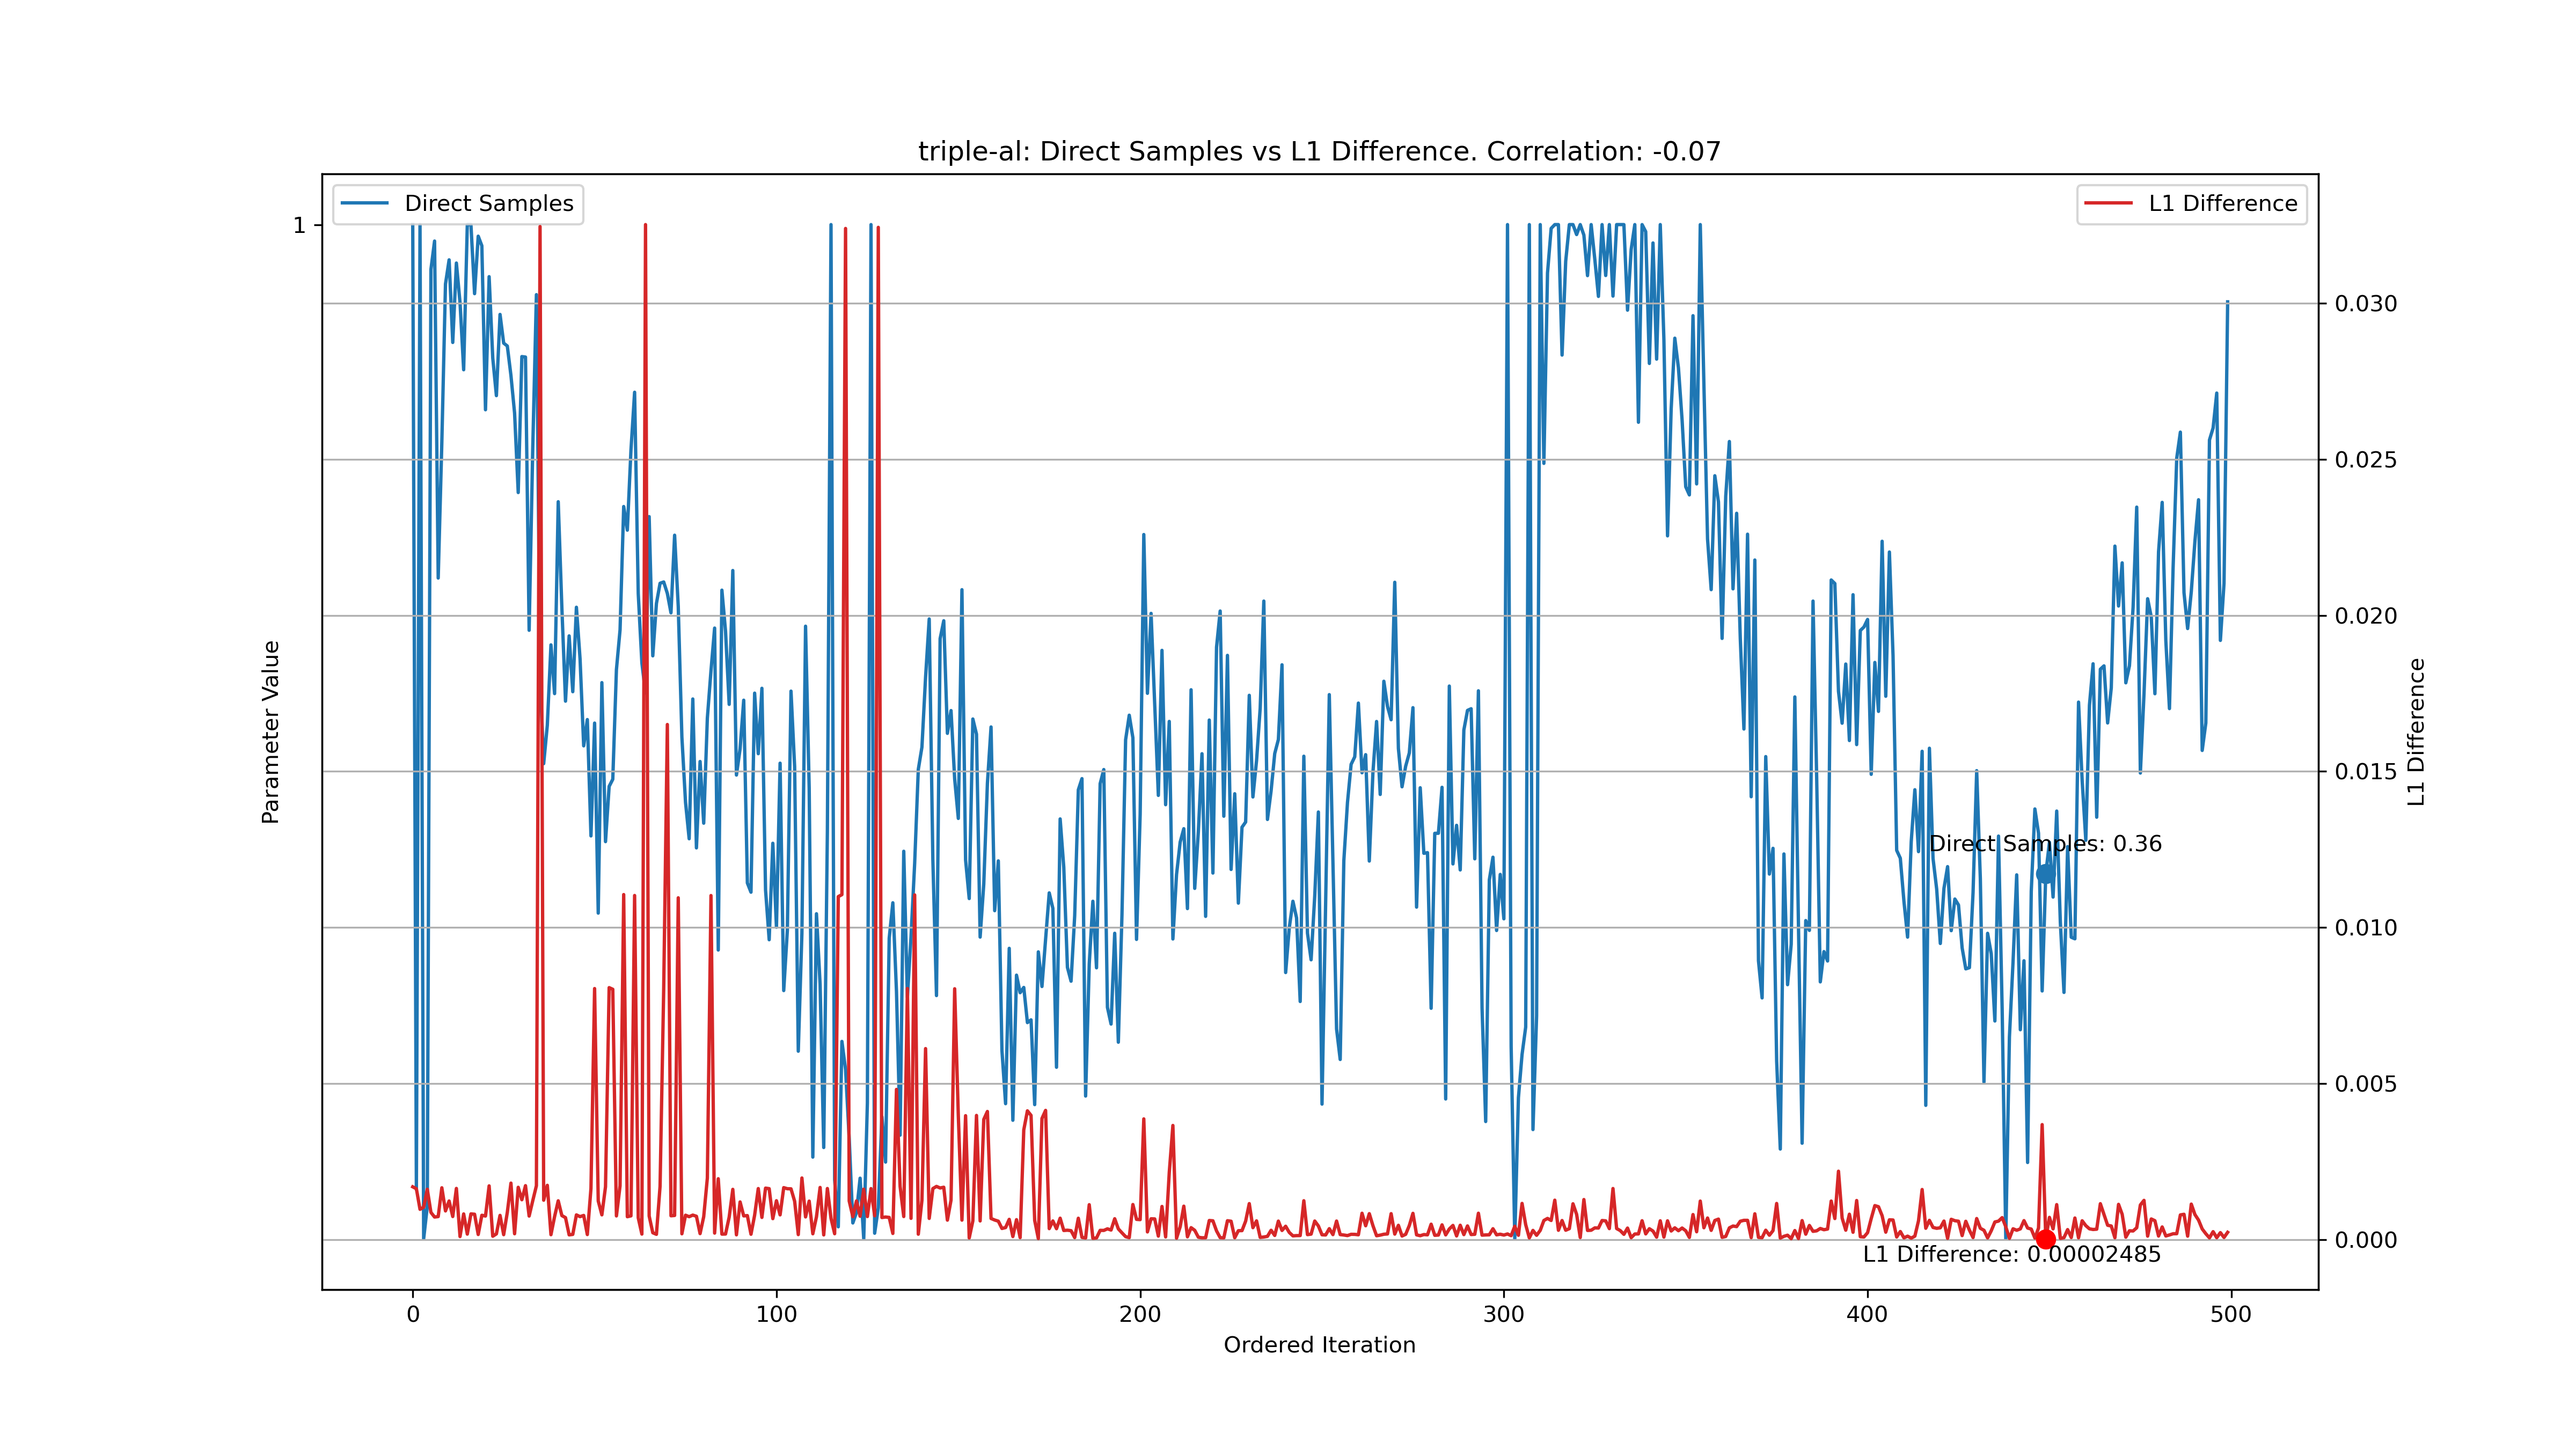 triple-al: Direct Samples vs L1 Difference. Correlation: -0.07
Direct Samples
L1 Difference
1
0.030
0.025
0.020
0.015
0.010
0.005
0.000
Parameter Value
L1 Difference
Direct Samples: 0.36
L1 Difference: 0.00002485
0
100
200
300
400
500
Ordered Iteration